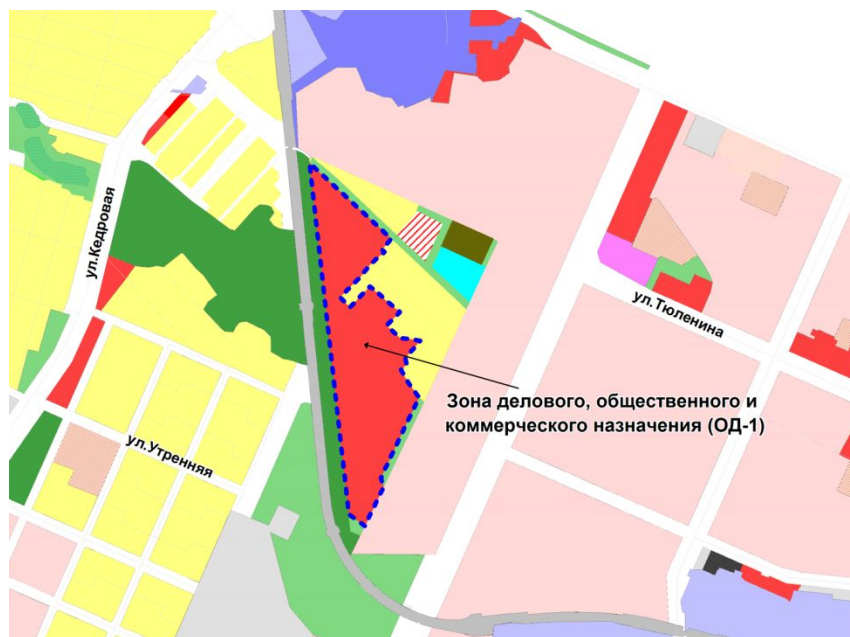 ул.Кедровая
ул.Тюленина
Зона делового, общественного и
коммерческого назначения (ОД-1)
ул.Утренняя